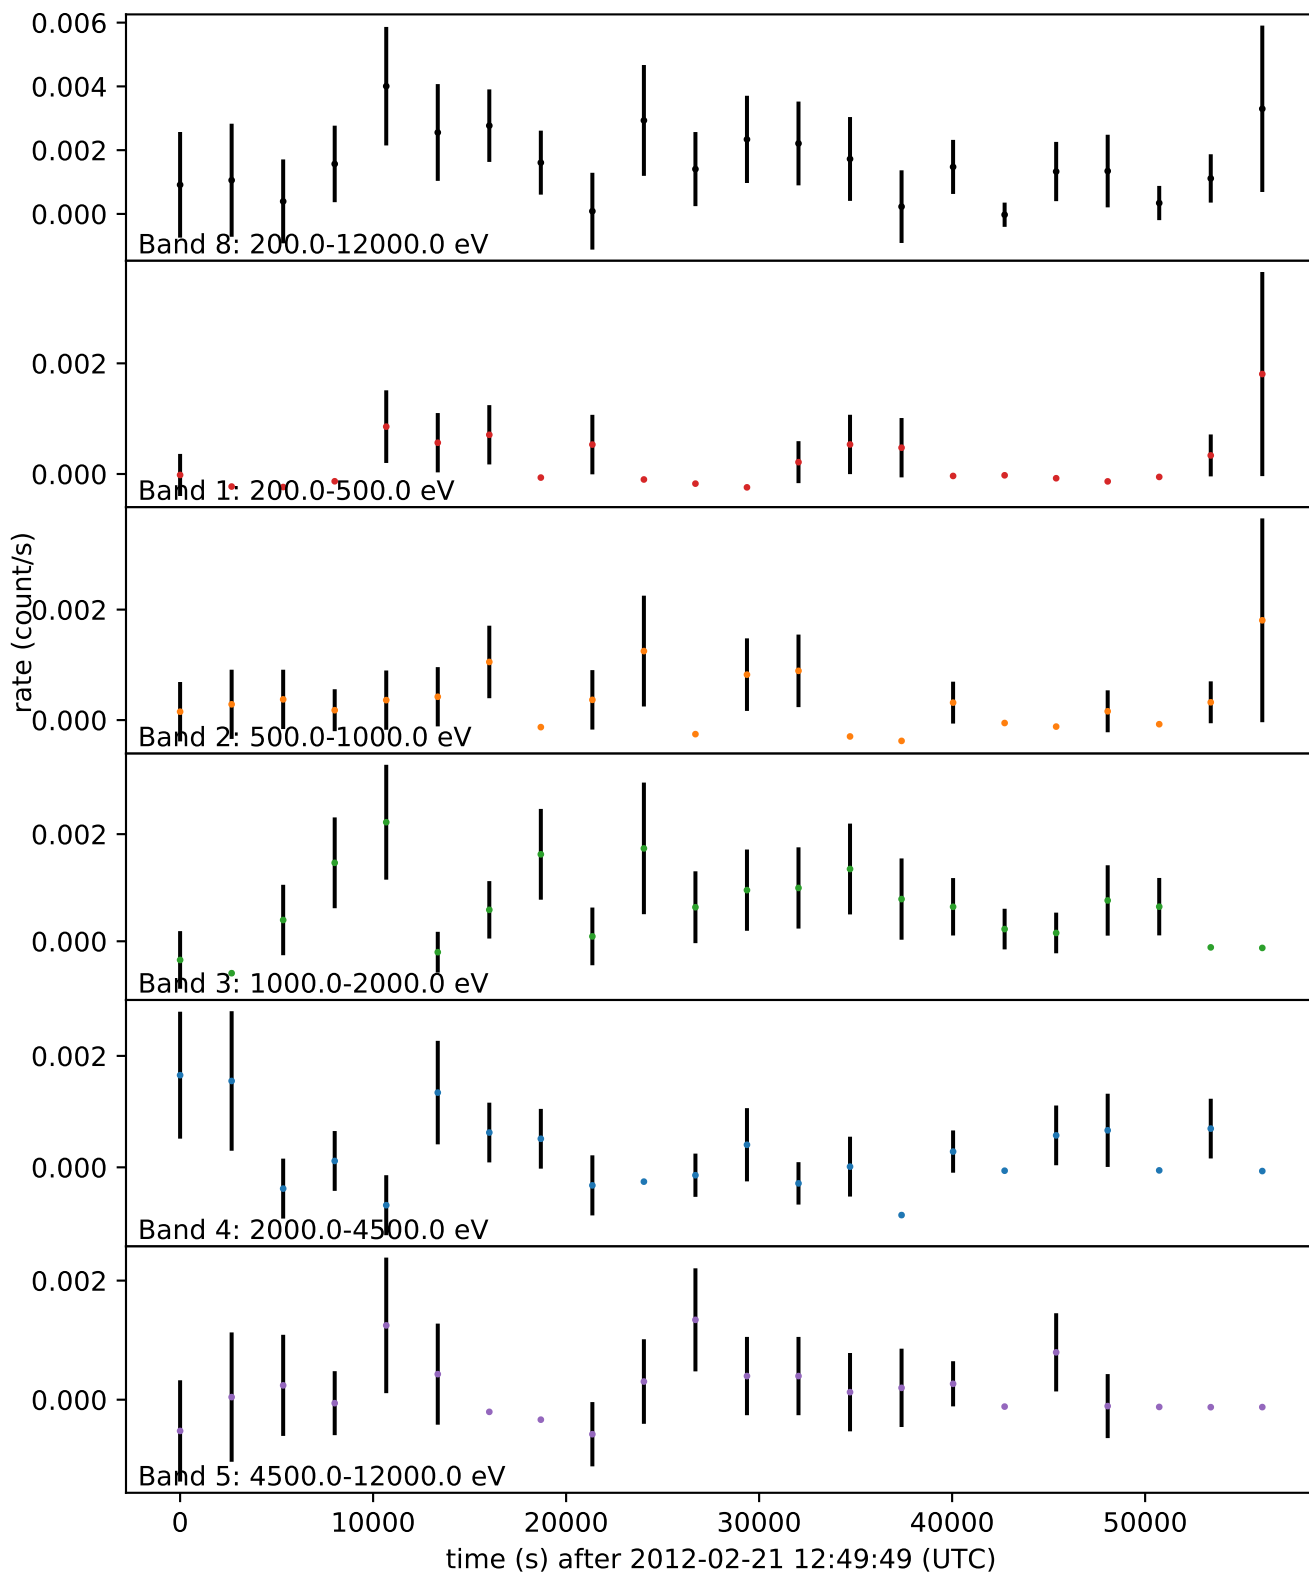 0.006
0.004
0.002
0.000
Band 8: 200.0-12000.0 eV
0.002
0.000
Band 1: 200.0-500.0 eV
rate (count/s)
0.002
0.000
Band 2: 500.0-1000.0 eV
0.002
0.000
Band 3: 1000.0-2000.0 eV
0.002
0.000
Band 4: 2000.0-4500.0 eV
0.002
0.000
Band 5: 4500.0-12000.0 eV
0 10000 20000 30000 40000 50000
time (s) after 2012-02-21 12:49:49 (UTC)